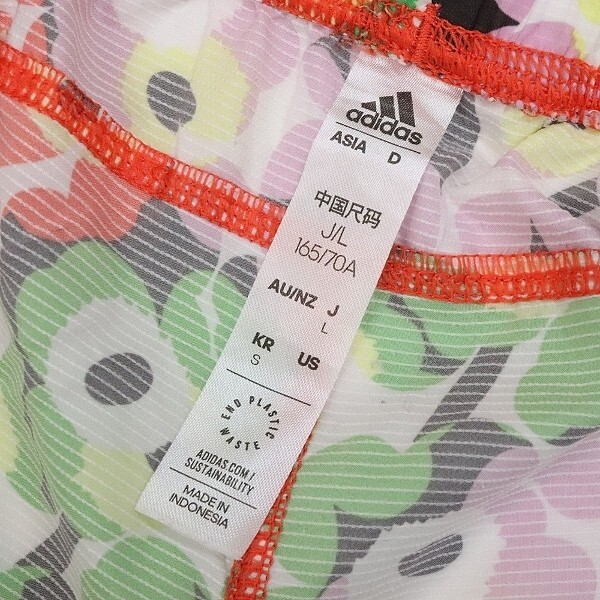 adidas
ASIA D
中国尺码
J/L
165/70A
AU/NZ J
L
KR US
S
END PLASTIC WASTE
ADIDAS.COM/
SUSTAINABILITY
MADE IN
INDONESIA